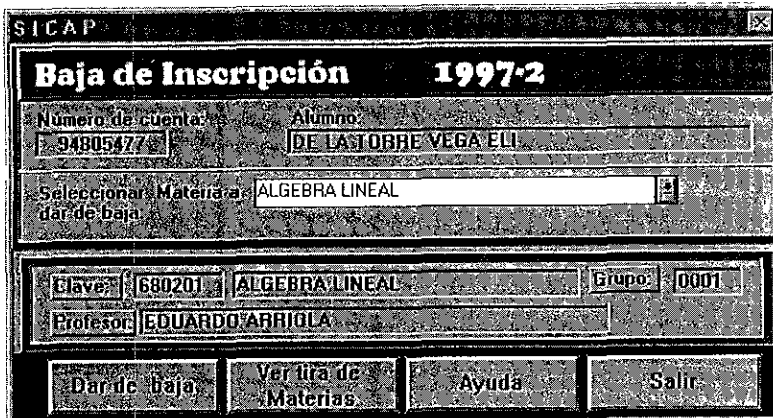 SICAP
Baja de Inscripción 1997-2
Número de cuenta: Alumno:
94805477 DE LA TORRE VEGA ELI
Seleccionar Materia a ALGEBRA LINEAL
dar de baja:
Clave: 680201 ALGEBRA LINEAL Grupo: 0001
Profesor: EDUARDO ARRIOLA
Dar de baja Ver tira de Materias Ayuda Salir